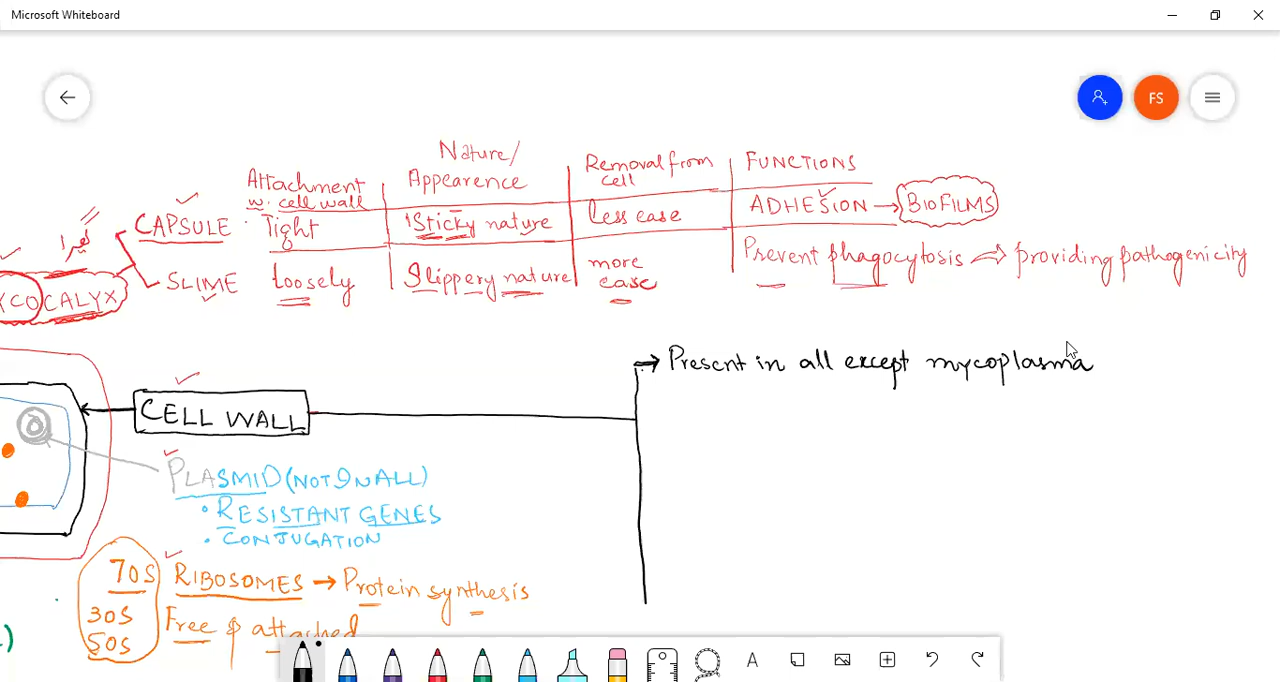 Microsoft Whiteboard
FS
Attachment w. cell wall
Nature/ Appearence
Removal from cell
FUNCTIONS
CAPSULE
Tight
Sticky nature
less ease
ADHESION → BIOFILMS
SLIME
loosely
Slippery nature
more ease
Prevent phagocytosis ⇒ providing pathogenicity
YCOCALYX
→ Present in all except mycoplasma
CELL WALL
PLASMID (NOT IN ALL)
• RESISTANT GENES
• CONJUGATION
70S
RIBOSOMES → Protein synthesis
30S
50S
Free & attached
A